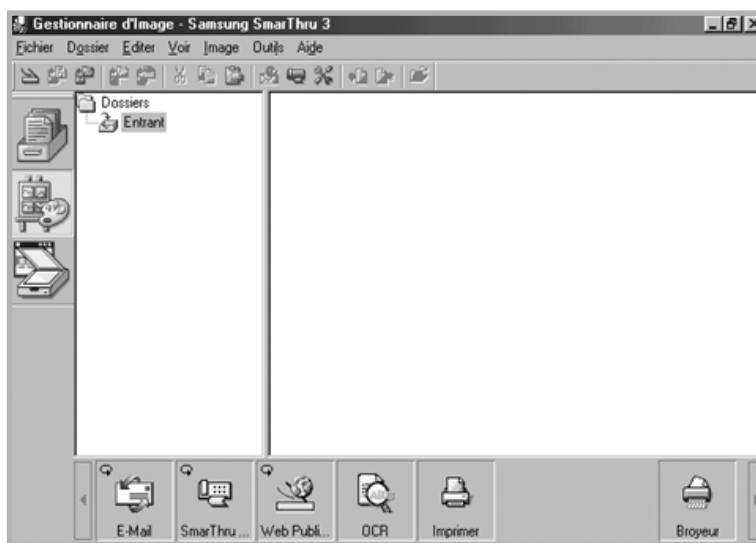 Gestionnaire d'Image - Samsung SmarThru 3
Fichier Dossier Editer Voir Image Outils Aide
Dossiers
Entrant
E-Mail SmarThru ... Web Publi... OCR Imprimer Broyeur